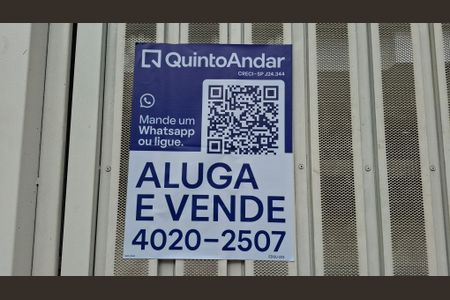 QuintoAndar
CRECI-SP J24.344
Mande um
Whatsapp
ou ligue.
ALUGA
E VENDE
4020-2507